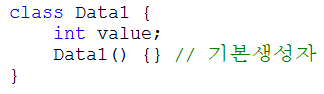 class Data1 {
    int value;
    Data1() {} // 기본생성자
}